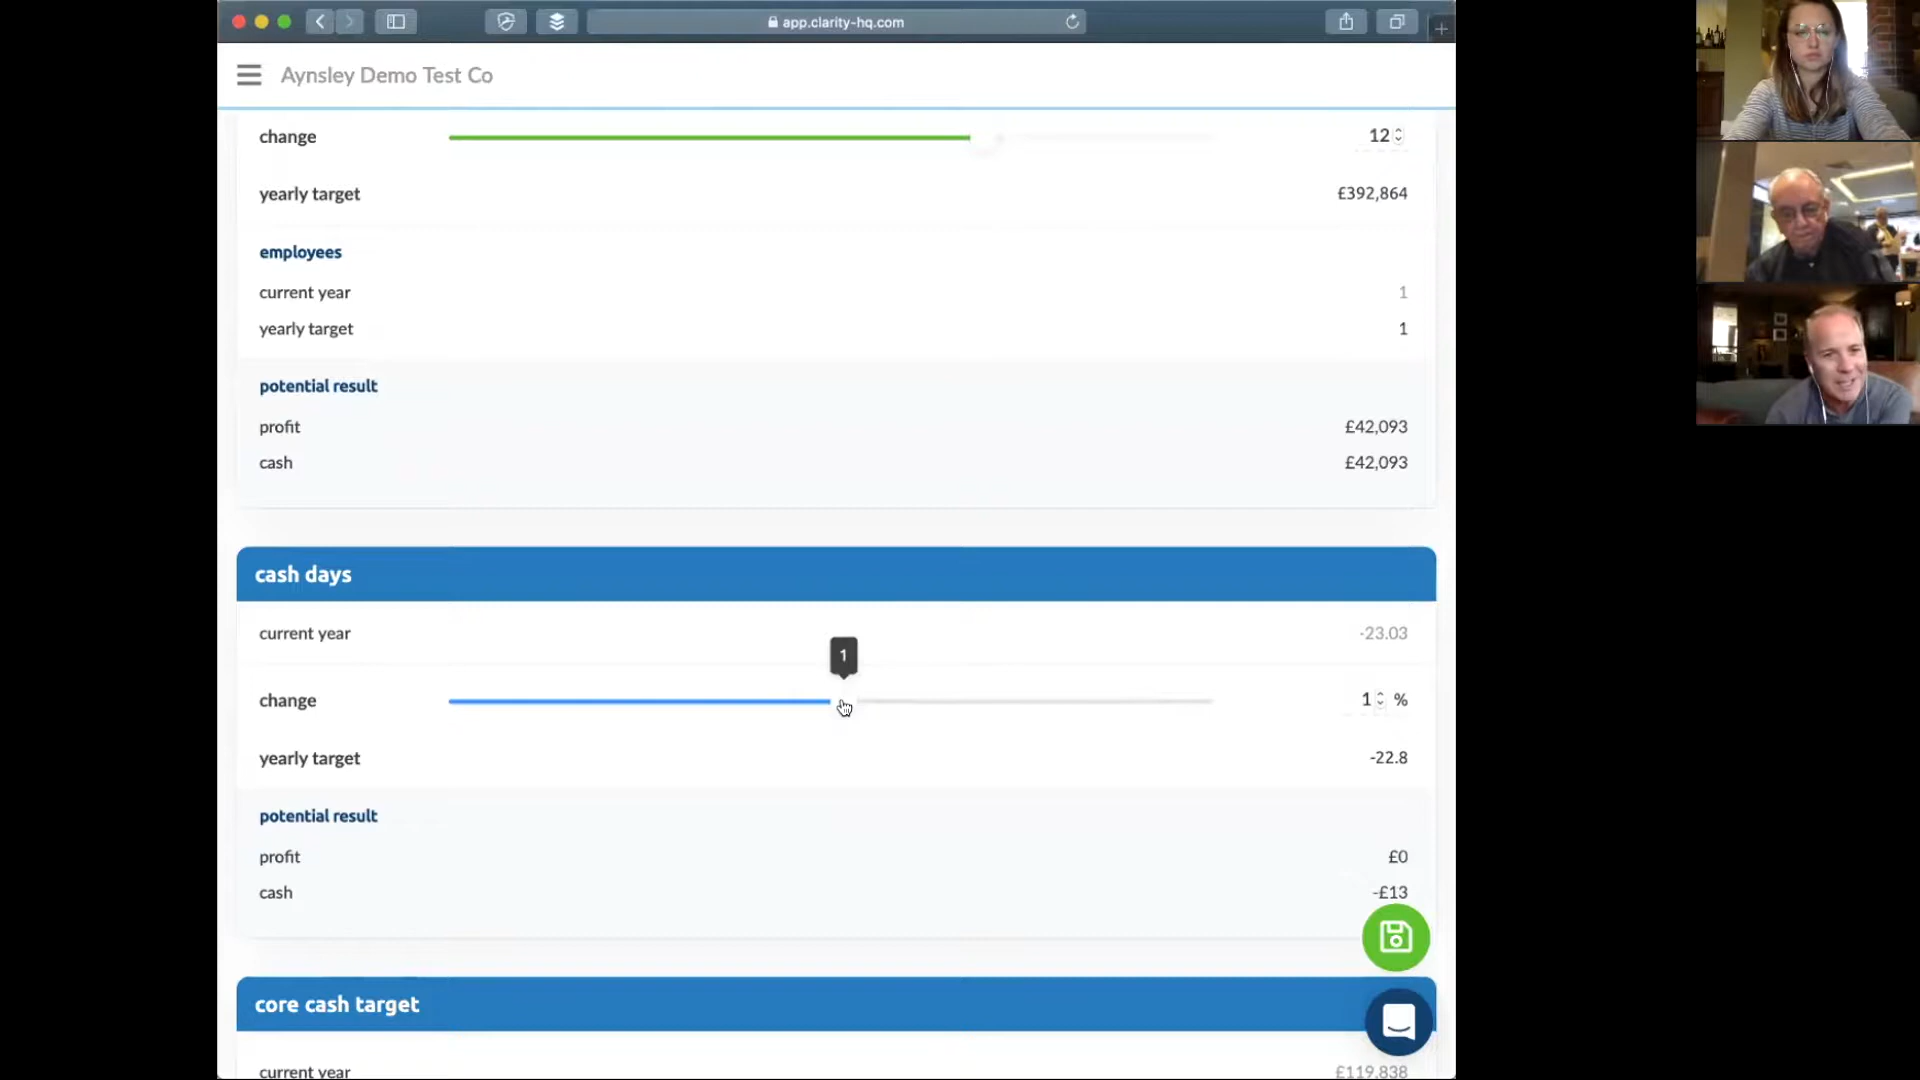 app.clarity-hq.com
Aynsley Demo Test Co
change 12
yearly target £392,864
employees
current year 1
yearly target 1
potential result
profit £42,093
cash £42,093
cash days
current year -23.03
1
change 1 %
yearly target -22.8
potential result
profit £0
cash -£13
core cash target
current year £119,838